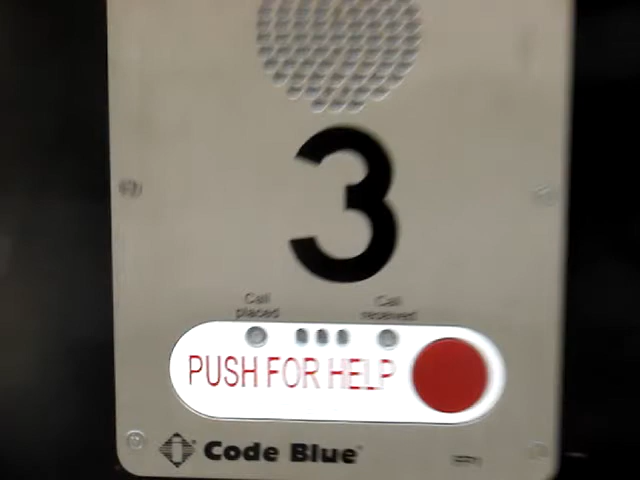 3
Call placed
Call received
PUSH FOR HELP
Code Blue